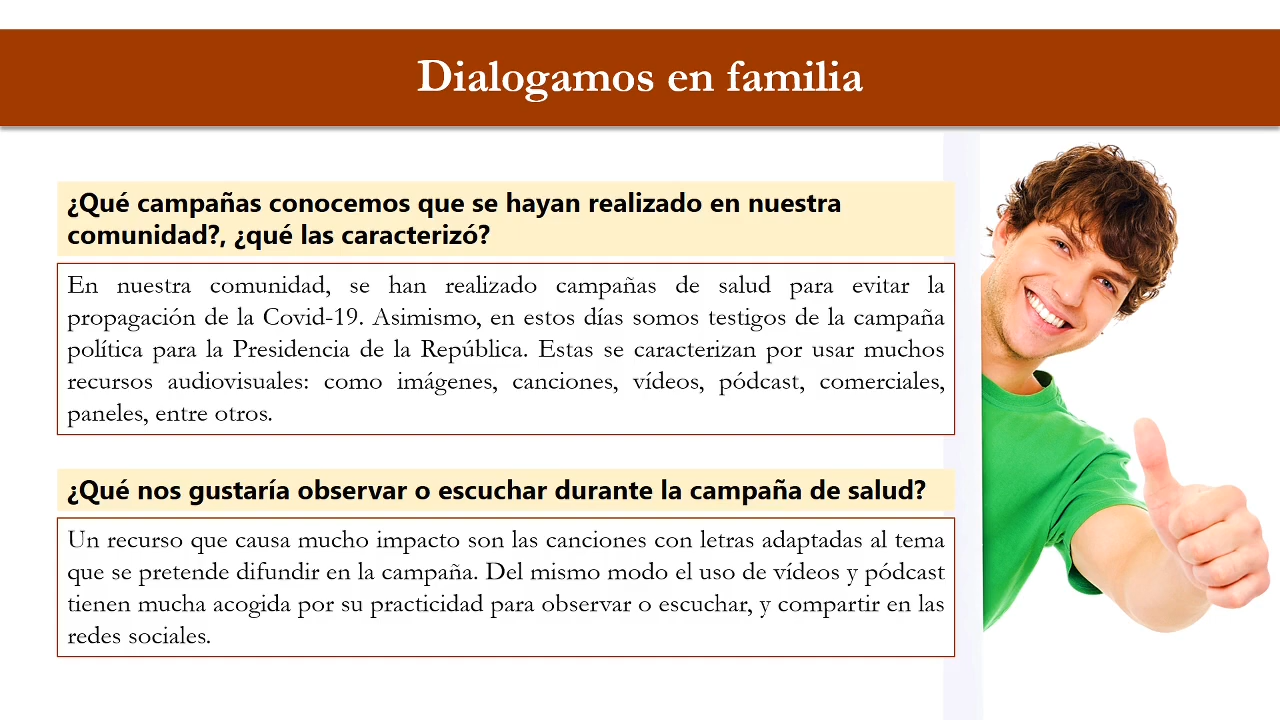 Dialogamos en familia
¿Qué campañas conocemos que se hayan realizado en nuestra
comunidad?, ¿qué las caracterizó?
En nuestra comunidad, se han realizado campañas de salud para evitar la
propagación de la Covid-19. Asimismo, en estos días somos testigos de la campaña
política para la Presidencia de la República. Estas se caracterizan por usar muchos
recursos audiovisuales: como imágenes, canciones, vídeos, pódcast, comerciales,
paneles, entre otros.
¿Qué nos gustaría observar o escuchar durante la campaña de salud?
Un recurso que causa mucho impacto son las canciones con letras adaptadas al tema
que se pretende difundir en la campaña. Del mismo modo el uso de vídeos y pódcast
tienen mucha acogida por su practicidad para observar o escuchar, y compartir en las
redes sociales.